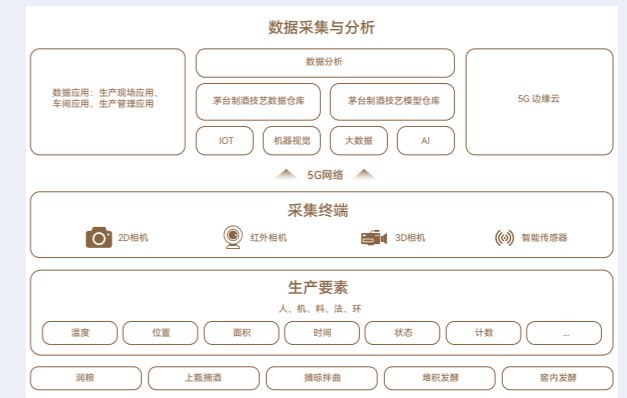 数据采集与分析
数据应用：生产现场应用、
车间应用、生产管理应用
数据分析
茅台制酒技艺数据仓库
茅台制酒技艺模型仓库
IOT
机器视觉
大数据
AI
5G 边缘云
5G网络
采集终端
2D相机
红外相机
3D相机
智能传感器
生产要素
人、机、料、法、环
温度
位置
面积
时间
状态
计数
...
润粮
上甑摘酒
摊晾拌曲
堆积发酵
窖内发酵